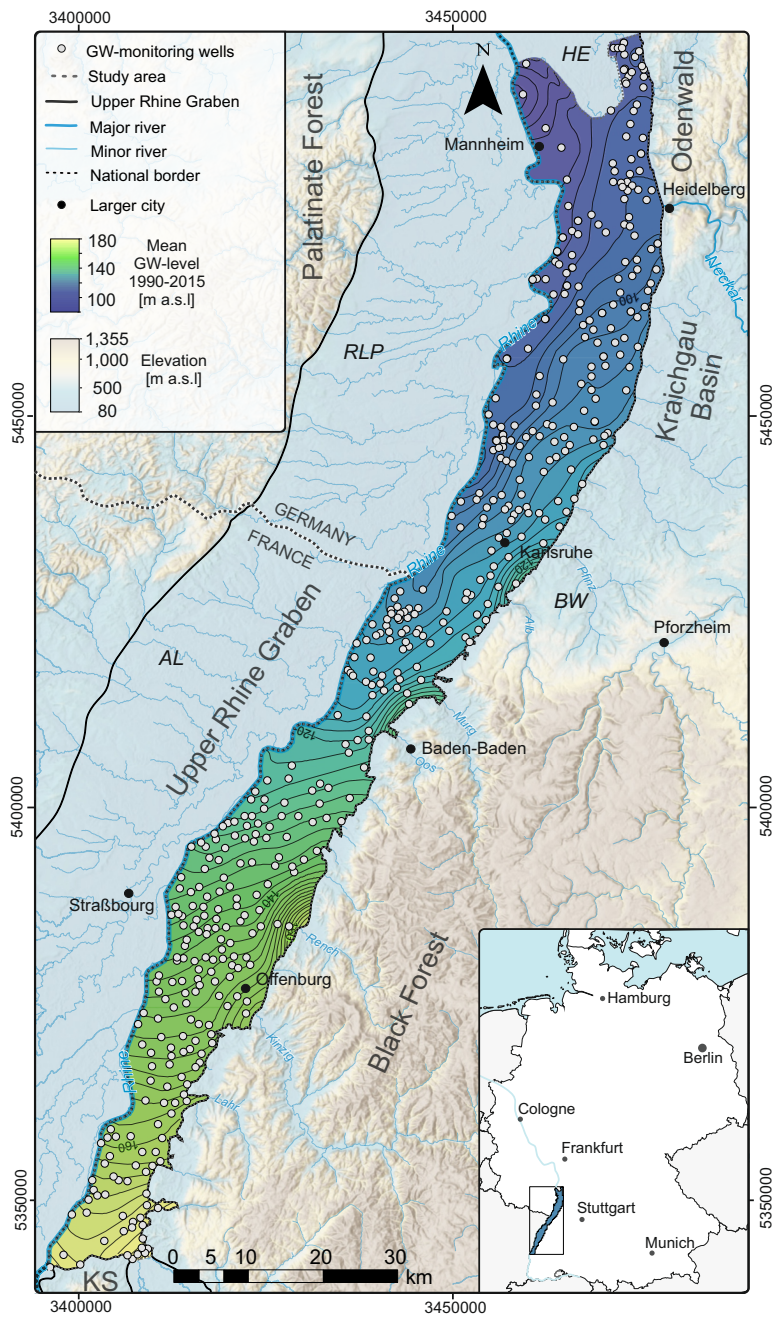 3400000
3450000
GW-monitoring wells
Study area
Upper Rhine Graben
Major river
Minor river
National border
Larger city
180
140
100
Mean
GW-level
1990-2015
[m a.s.l]
1,355
1,000
500
80
Elevation
[m a.s.l]
N
HE
Palatinate Forest
Odenwald
Mannheim
Heidelberg
Neckar
100
Rhine
RLP
Kraichgau
Basin
5450000
5450000
GERMANY
FRANCE
Rhine
Karlsruhe
120
Pfinz
BW
Alb
Pforzheim
AL
Upper Rhine Graben
Murg
120
Baden-Baden
Oos
5400000
5400000
Straßbourg
140
Rench
Offenburg
Black Forest
Kinzig
Rhine
Lahr
160
5350000
5350000
KS
0
5
10
20
30
km
Hamburg
Berlin
Cologne
Frankfurt
Stuttgart
Munich
3400000
3450000